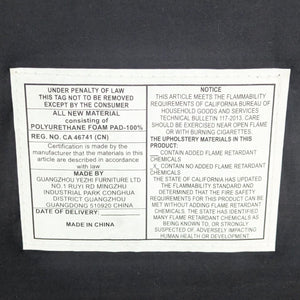 UNDER PENALTY OF LAW
THIS TAG NOT TO BE REMOVED
EXCEPT BY THE CONSUMER
ALL NEW MATERIAL
consisting of
POLYURETHANE FOAM PAD-100%
REG. NO. CA 46741 (CN)
Certification is made by the
manufacturer that the materials in this
article are described in accordance
with law
MADE BY
GUANGZHOU YEZHI FURNITURE LTD
NO.1 RUYI RD MINGZHU
INDUSTRIAL PARK CONGHUA
DISTRICT GUANGZHOU
GUANGDONG 510920 CHINA
DATE OF DELIVERY:
MADE IN CHINA
NOTICE
THIS ARTICLE MEETS THE FLAMMABILITY
REQUIREMENTS OF CALIFORNIA BUREAU OF
HOUSEHOLD GOODS AND SERVICES
TECHNICAL BULLETIN 117-2013. CARE
SHOULD BE EXERCISED NEAR OPEN FLAME
OR WITH BURNING CIGARETTES.
THE UPHOLSTERY MATERIALS IN THIS
PRODUCT:
CONTAIN ADDED FLAME RETARDANT
CHEMICALS
X CONTAIN NO ADDED FLAME RETARDANT
CHEMICALS
THE STATE OF CALIFORNIA HAS UPDATED
THE FLAMMABILITY STANDARD AND
DETERMINED THAT THE FIRE SAFETY
REQUIREMENTS FOR THIS PRODUCT CAN BE
MET WITHOUT ADDING FLAME RETARDANT
CHEMICALS. THE STATE HAS IDENTIFIED
MANY FLAME RETARDANT CHEMICALS AS
BEING KNOWN TO, OR STRONGLY
SUSPECTED OF, ADVERSELY IMPACTING
HUMAN HEALTH OR DEVELOPMENT.